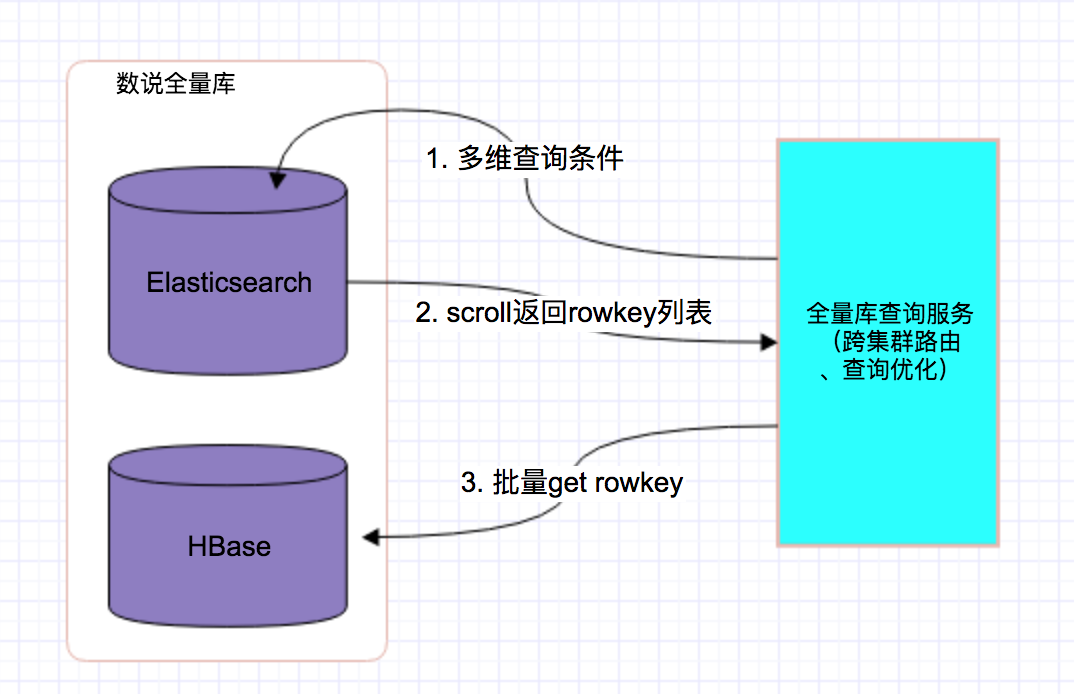 数说全量库
1. 多维查询条件
Elasticsearch
2. scroll返回rowkey列表
全量库查询服务
（跨集群路由
、查询优化）
3. 批量get rowkey
HBase